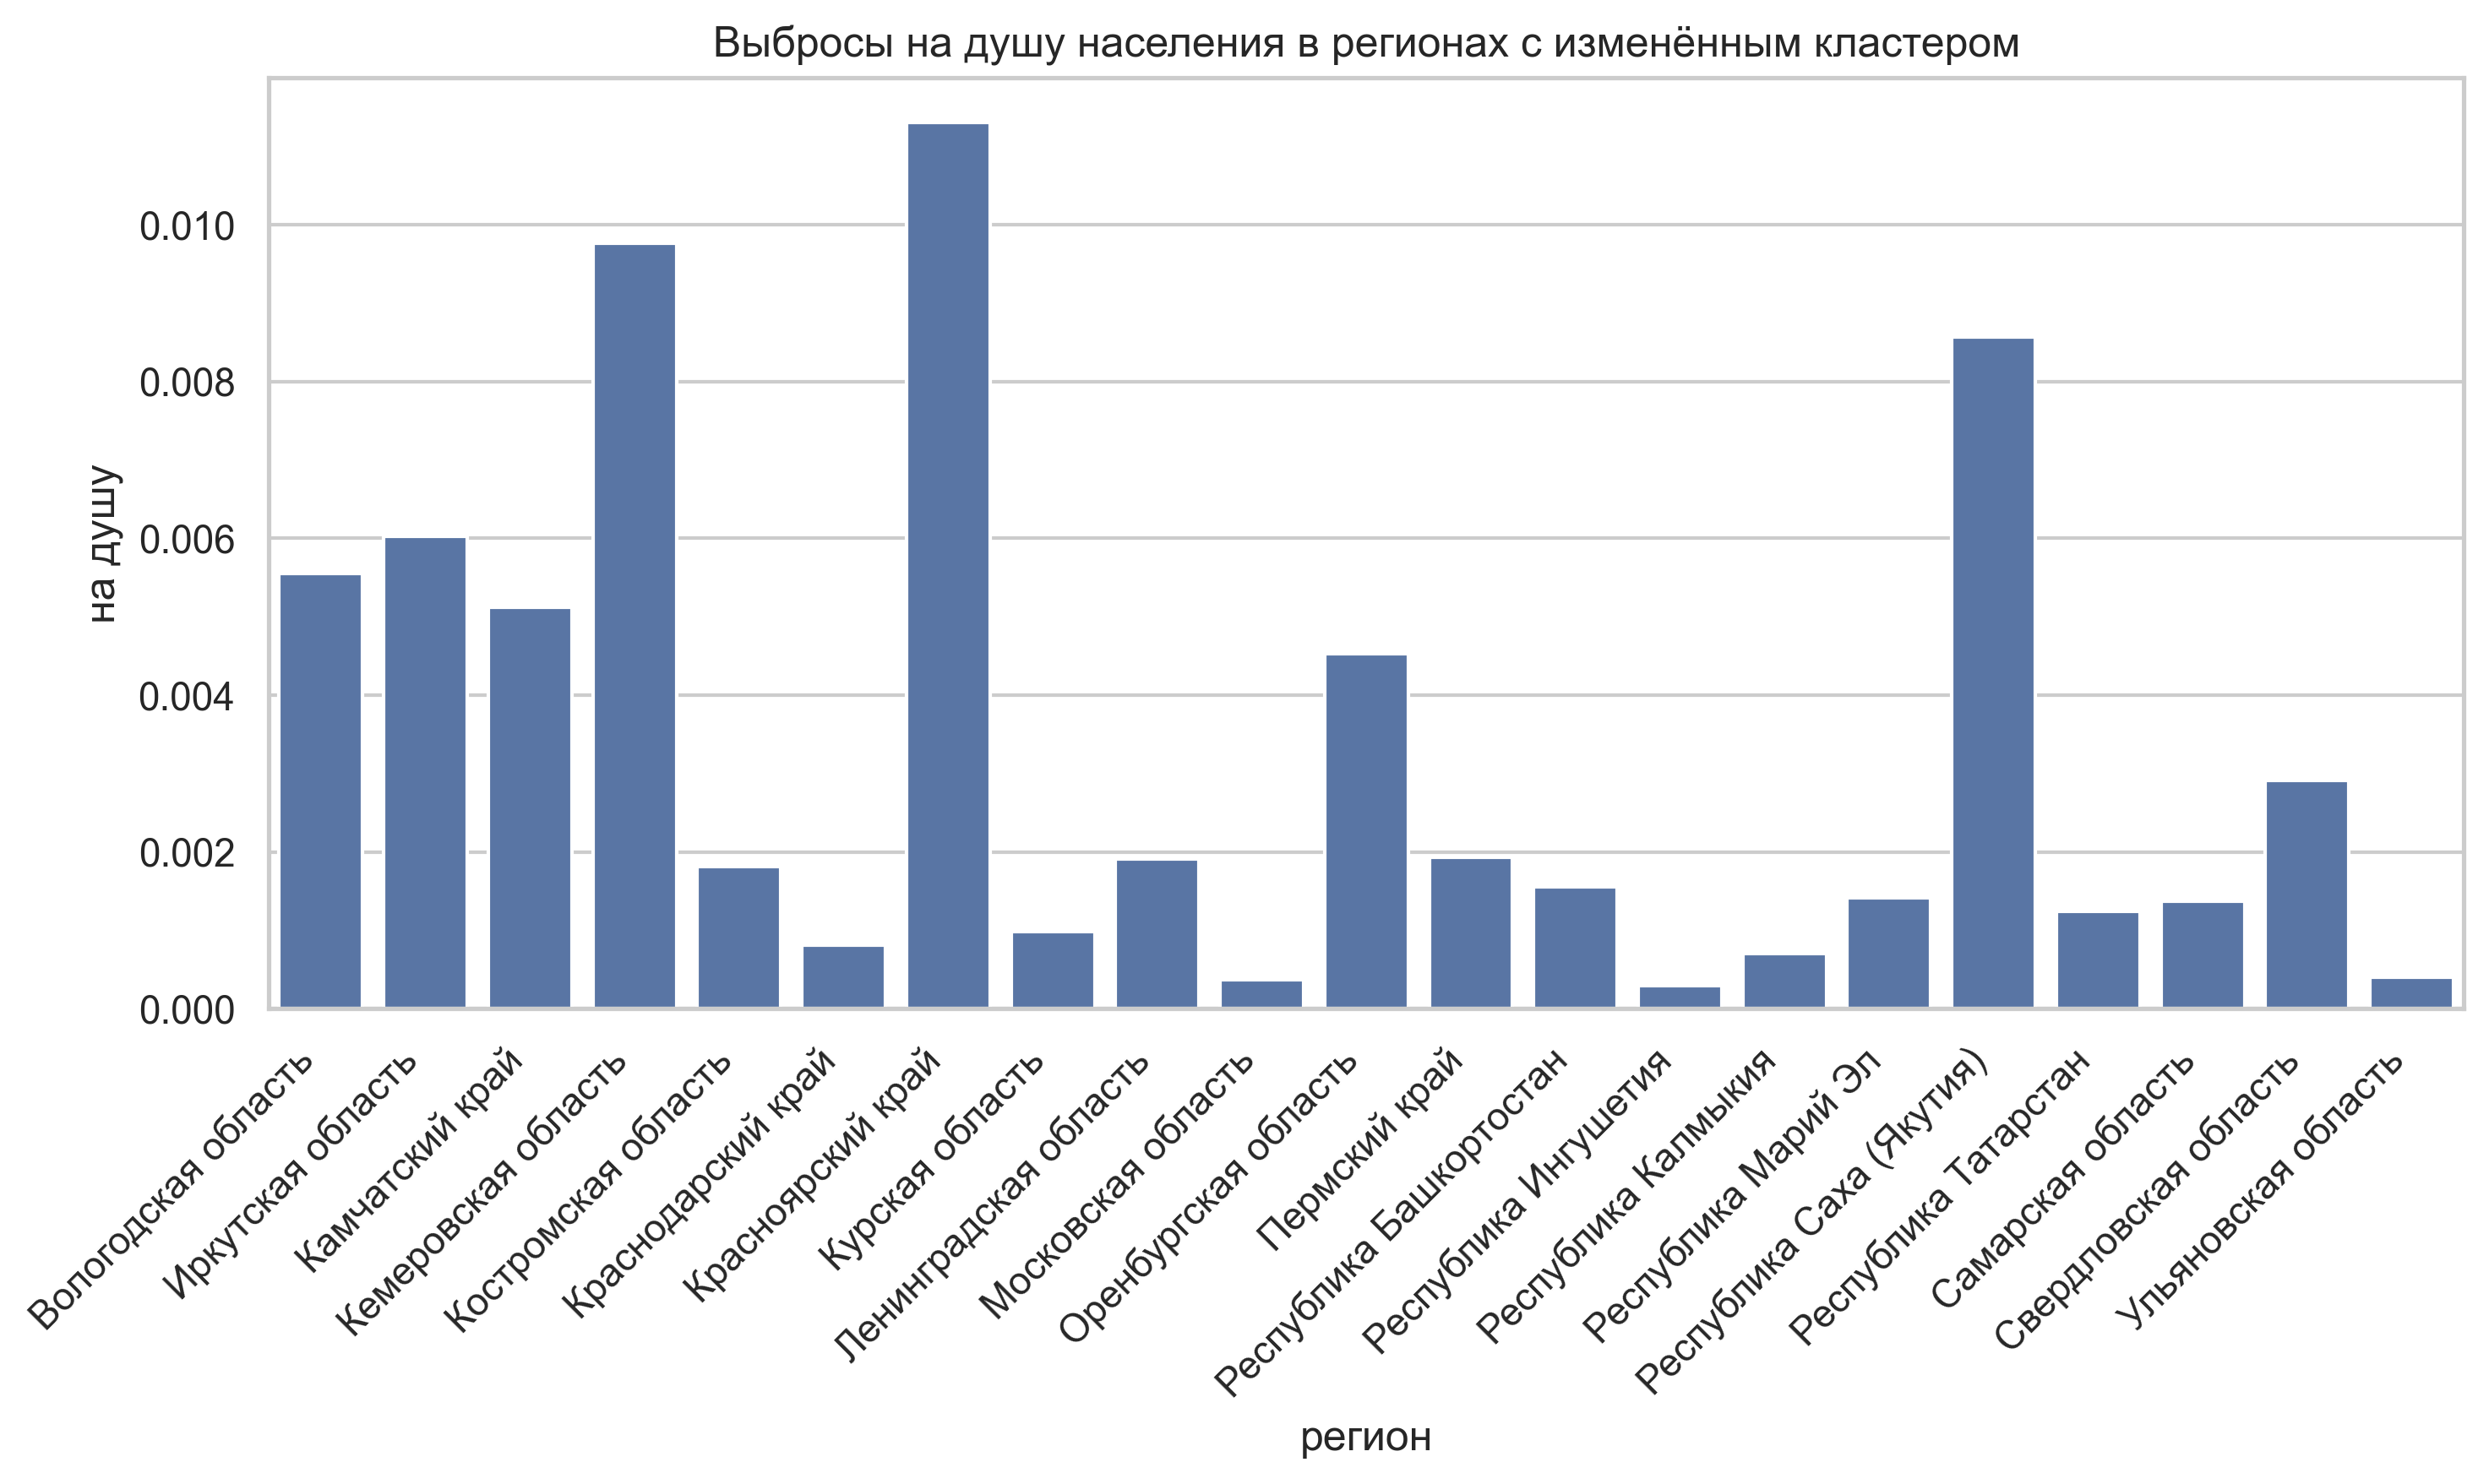 Выбросы на душу населения в регионах с изменённым кластером
на душу
0.010
0.008
0.006
0.004
0.002
0.000
Вологодская область
Иркутская область
Камчатский край
Кемеровская область
Костромская область
Краснодарский край
Красноярский край
Курская область
Ленинградская область
Московская область
Оренбургская область
Пермский край
Республика Башкортостан
Республика Ингушетия
Республика Калмыкия
Республика Марий Эл
Республика Саха (Якутия)
Республика Татарстан
Самарская область
Свердловская область
Ульяновская область
регион